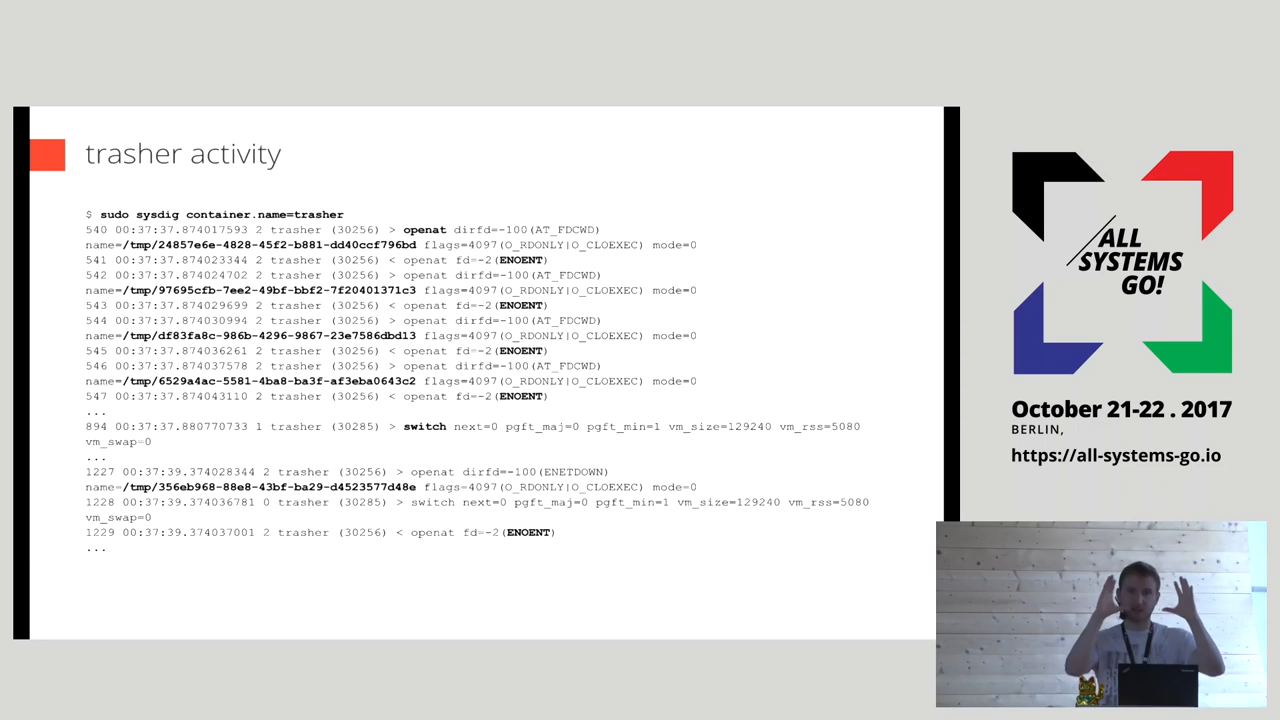 trasher activity
$ sudo sysdig container.name=trasher
540 00:37:37.874017593 2 trasher (30256) > openat dirfd=-100(AT_FDCWD)
name=/tmp/24857e6e-4828-45f2-b881-dd40ccf796bd flags=4097(O_RDONLY|O_CLOEXEC) mode=0
541 00:37:37.874023344 2 trasher (30256) < openat fd=-2(ENOENT)
542 00:37:37.874024702 2 trasher (30256) > openat dirfd=-100(AT_FDCWD)
name=/tmp/97695cfb-7ee2-49bf-bbf2-7f20401371c3 flags=4097(O_RDONLY|O_CLOEXEC) mode=0
543 00:37:37.874029699 2 trasher (30256) < openat fd=-2(ENOENT)
544 00:37:37.874030994 2 trasher (30256) > openat dirfd=-100(AT_FDCWD)
name=/tmp/df83fa8c-986b-4296-9867-23e7586dbd13 flags=4097(O_RDONLY|O_CLOEXEC) mode=0
545 00:37:37.874036261 2 trasher (30256) < openat fd=-2(ENOENT)
546 00:37:37.874037578 2 trasher (30256) > openat dirfd=-100(AT_FDCWD)
name=/tmp/6529a4ac-5581-4ba8-ba3f-af3eba0643c2 flags=4097(O_RDONLY|O_CLOEXEC) mode=0
547 00:37:37.874043110 2 trasher (30256) < openat fd=-2(ENOENT)
...
894 00:37:37.880770733 1 trasher (30285) > switch next=0 pgft_maj=0 pgft_min=1 vm_size=129240 vm_rss=5080
vm_swap=0
...
1227 00:37:39.374028344 2 trasher (30256) > openat dirfd=-100(ENETDOWN)
name=/tmp/356eb968-88e8-43bf-ba29-d4523577d48e flags=4097(O_RDONLY|O_CLOEXEC) mode=0
1228 00:37:39.374036781 0 trasher (30285) > switch next=0 pgft_maj=0 pgft_min=1 vm_size=129240 vm_rss=5080
vm_swap=0
1229 00:37:39.374037001 2 trasher (30256) < openat fd=-2(ENOENT)
...
ALL
SYSTEMS
GO!
October 21-22 . 2017
BERLIN,
https://all-systems-go.io